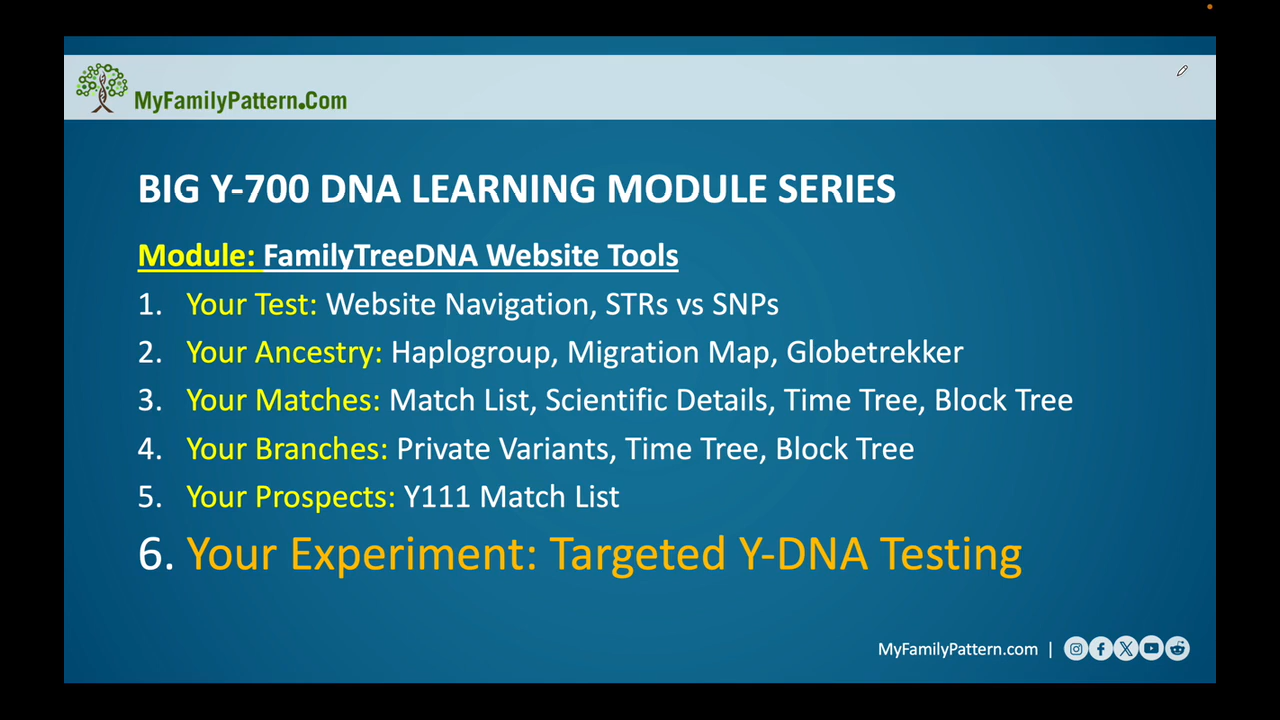 MyFamilyPattern.Com
BIG Y-700 DNA LEARNING MODULE SERIES
Module: FamilyTreeDNA Website Tools
1. Your Test: Website Navigation, STRs vs SNPs
2. Your Ancestry: Haplogroup, Migration Map, Globetrekker
3. Your Matches: Match List, Scientific Details, Time Tree, Block Tree
4. Your Branches: Private Variants, Time Tree, Block Tree
5. Your Prospects: Y111 Match List
6. Your Experiment: Targeted Y-DNA Testing
MyFamilyPattern.com |